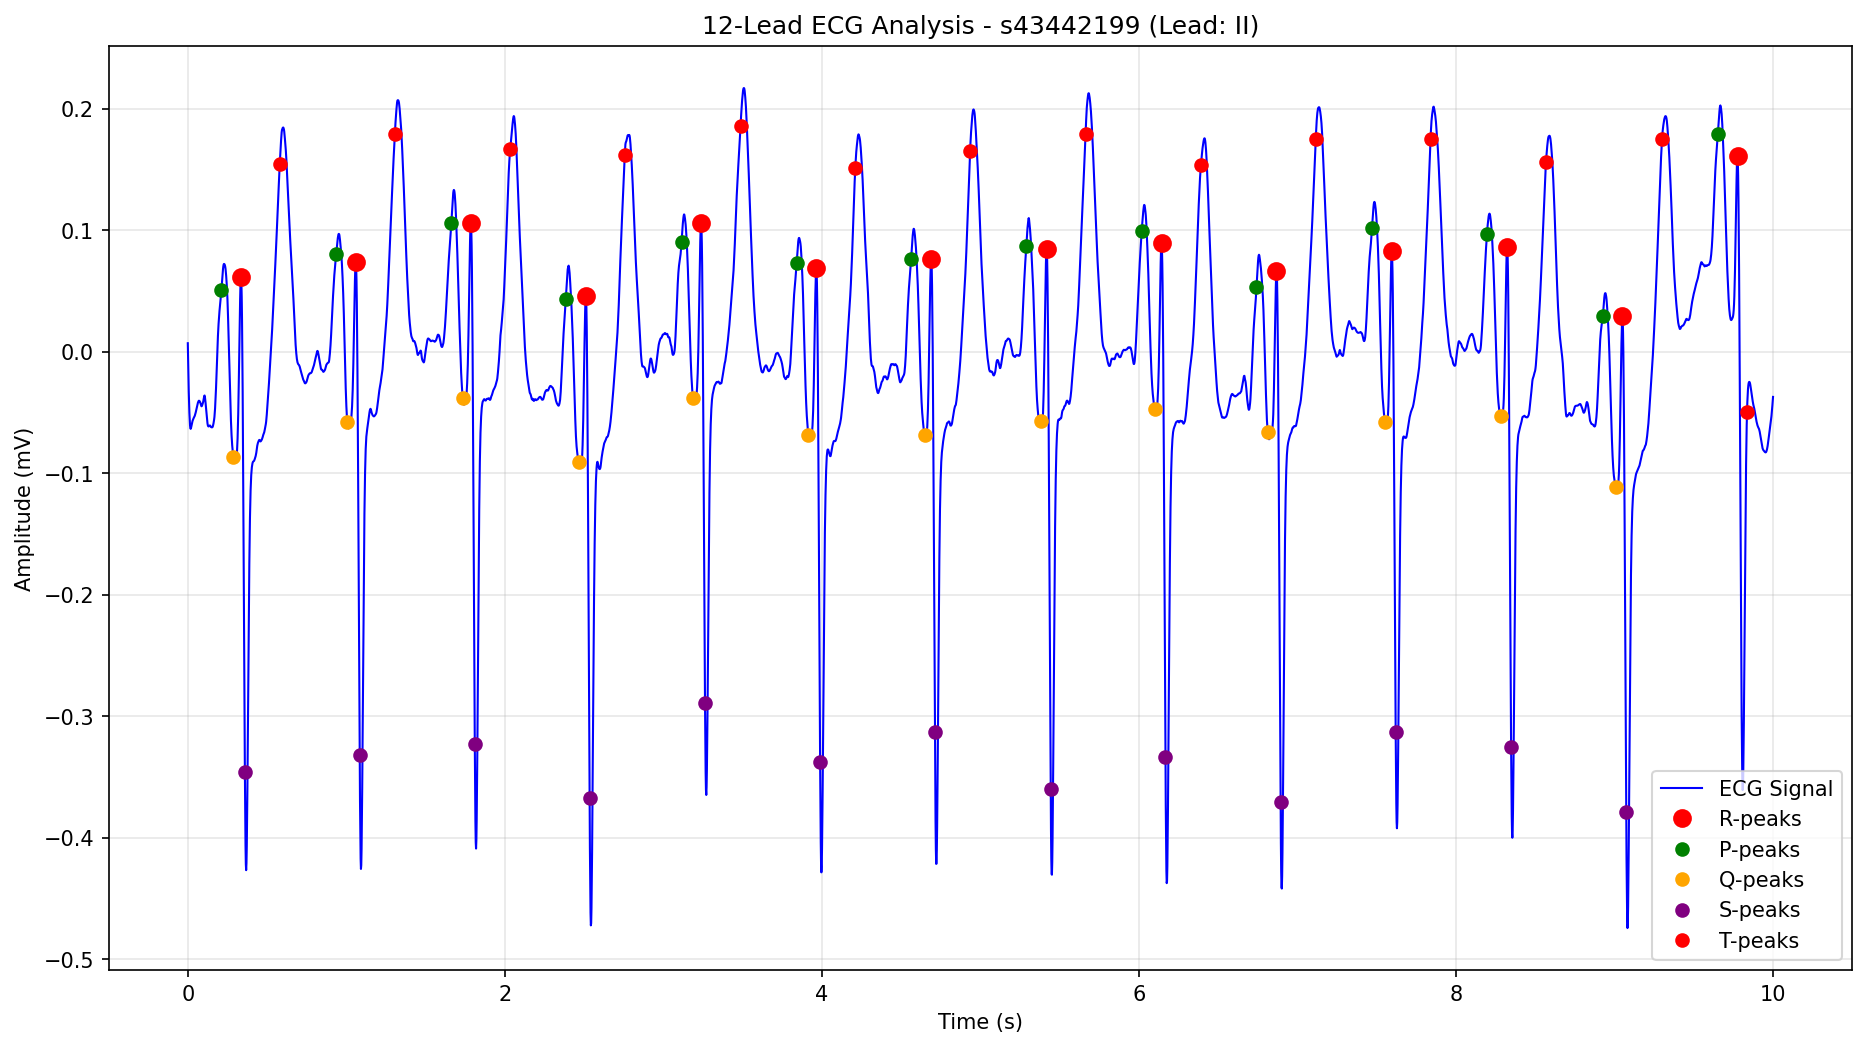 12-Lead ECG Analysis - s43442199 (Lead: II)
Amplitude (mV)
0.2
0.1
0.0
−0.1
−0.2
−0.3
−0.4
−0.5
0
2
4
6
8
10
Time (s)
ECG Signal
R-peaks
P-peaks
Q-peaks
S-peaks
T-peaks